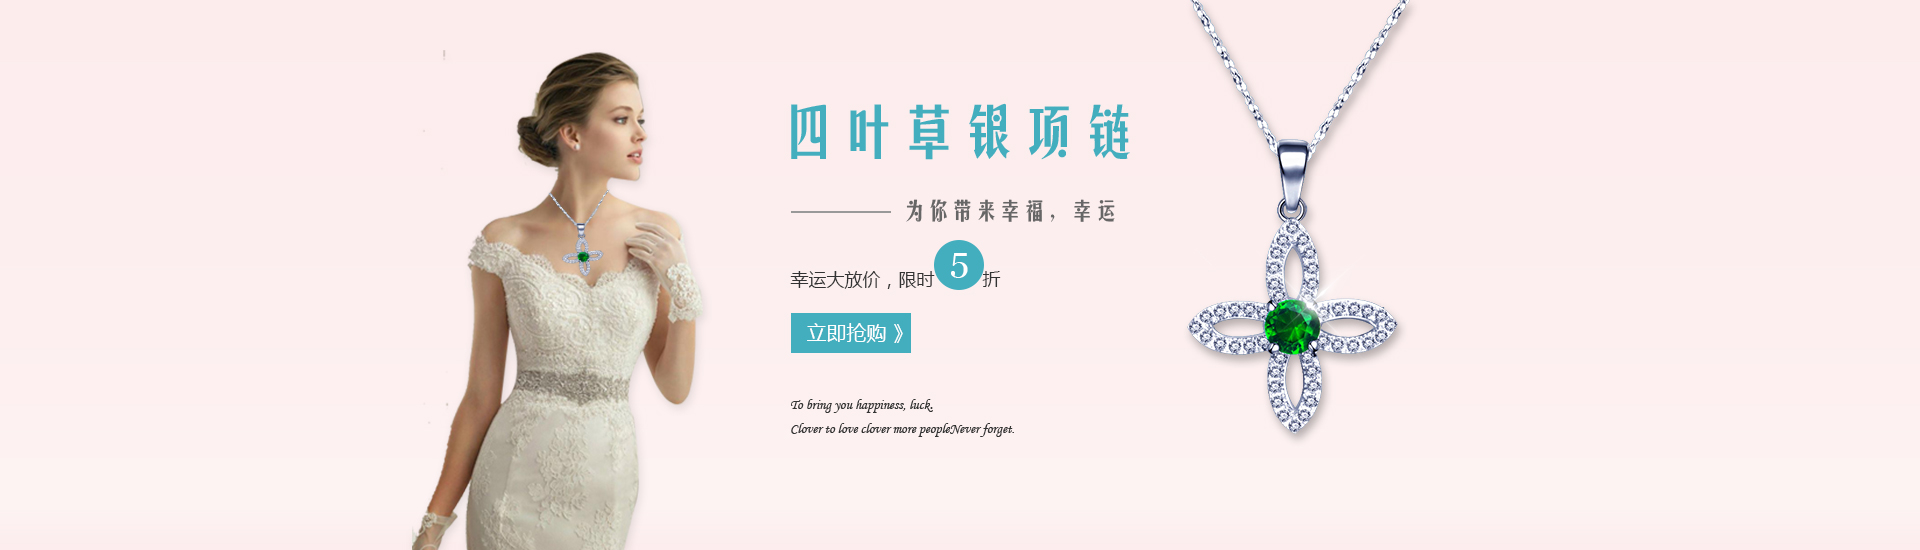 四叶草银项链
为你带来幸福，幸运
幸运大放价，限时5折
立即抢购 》
To bring you happiness, luck.
Clover to love clover more peopleNever forget.